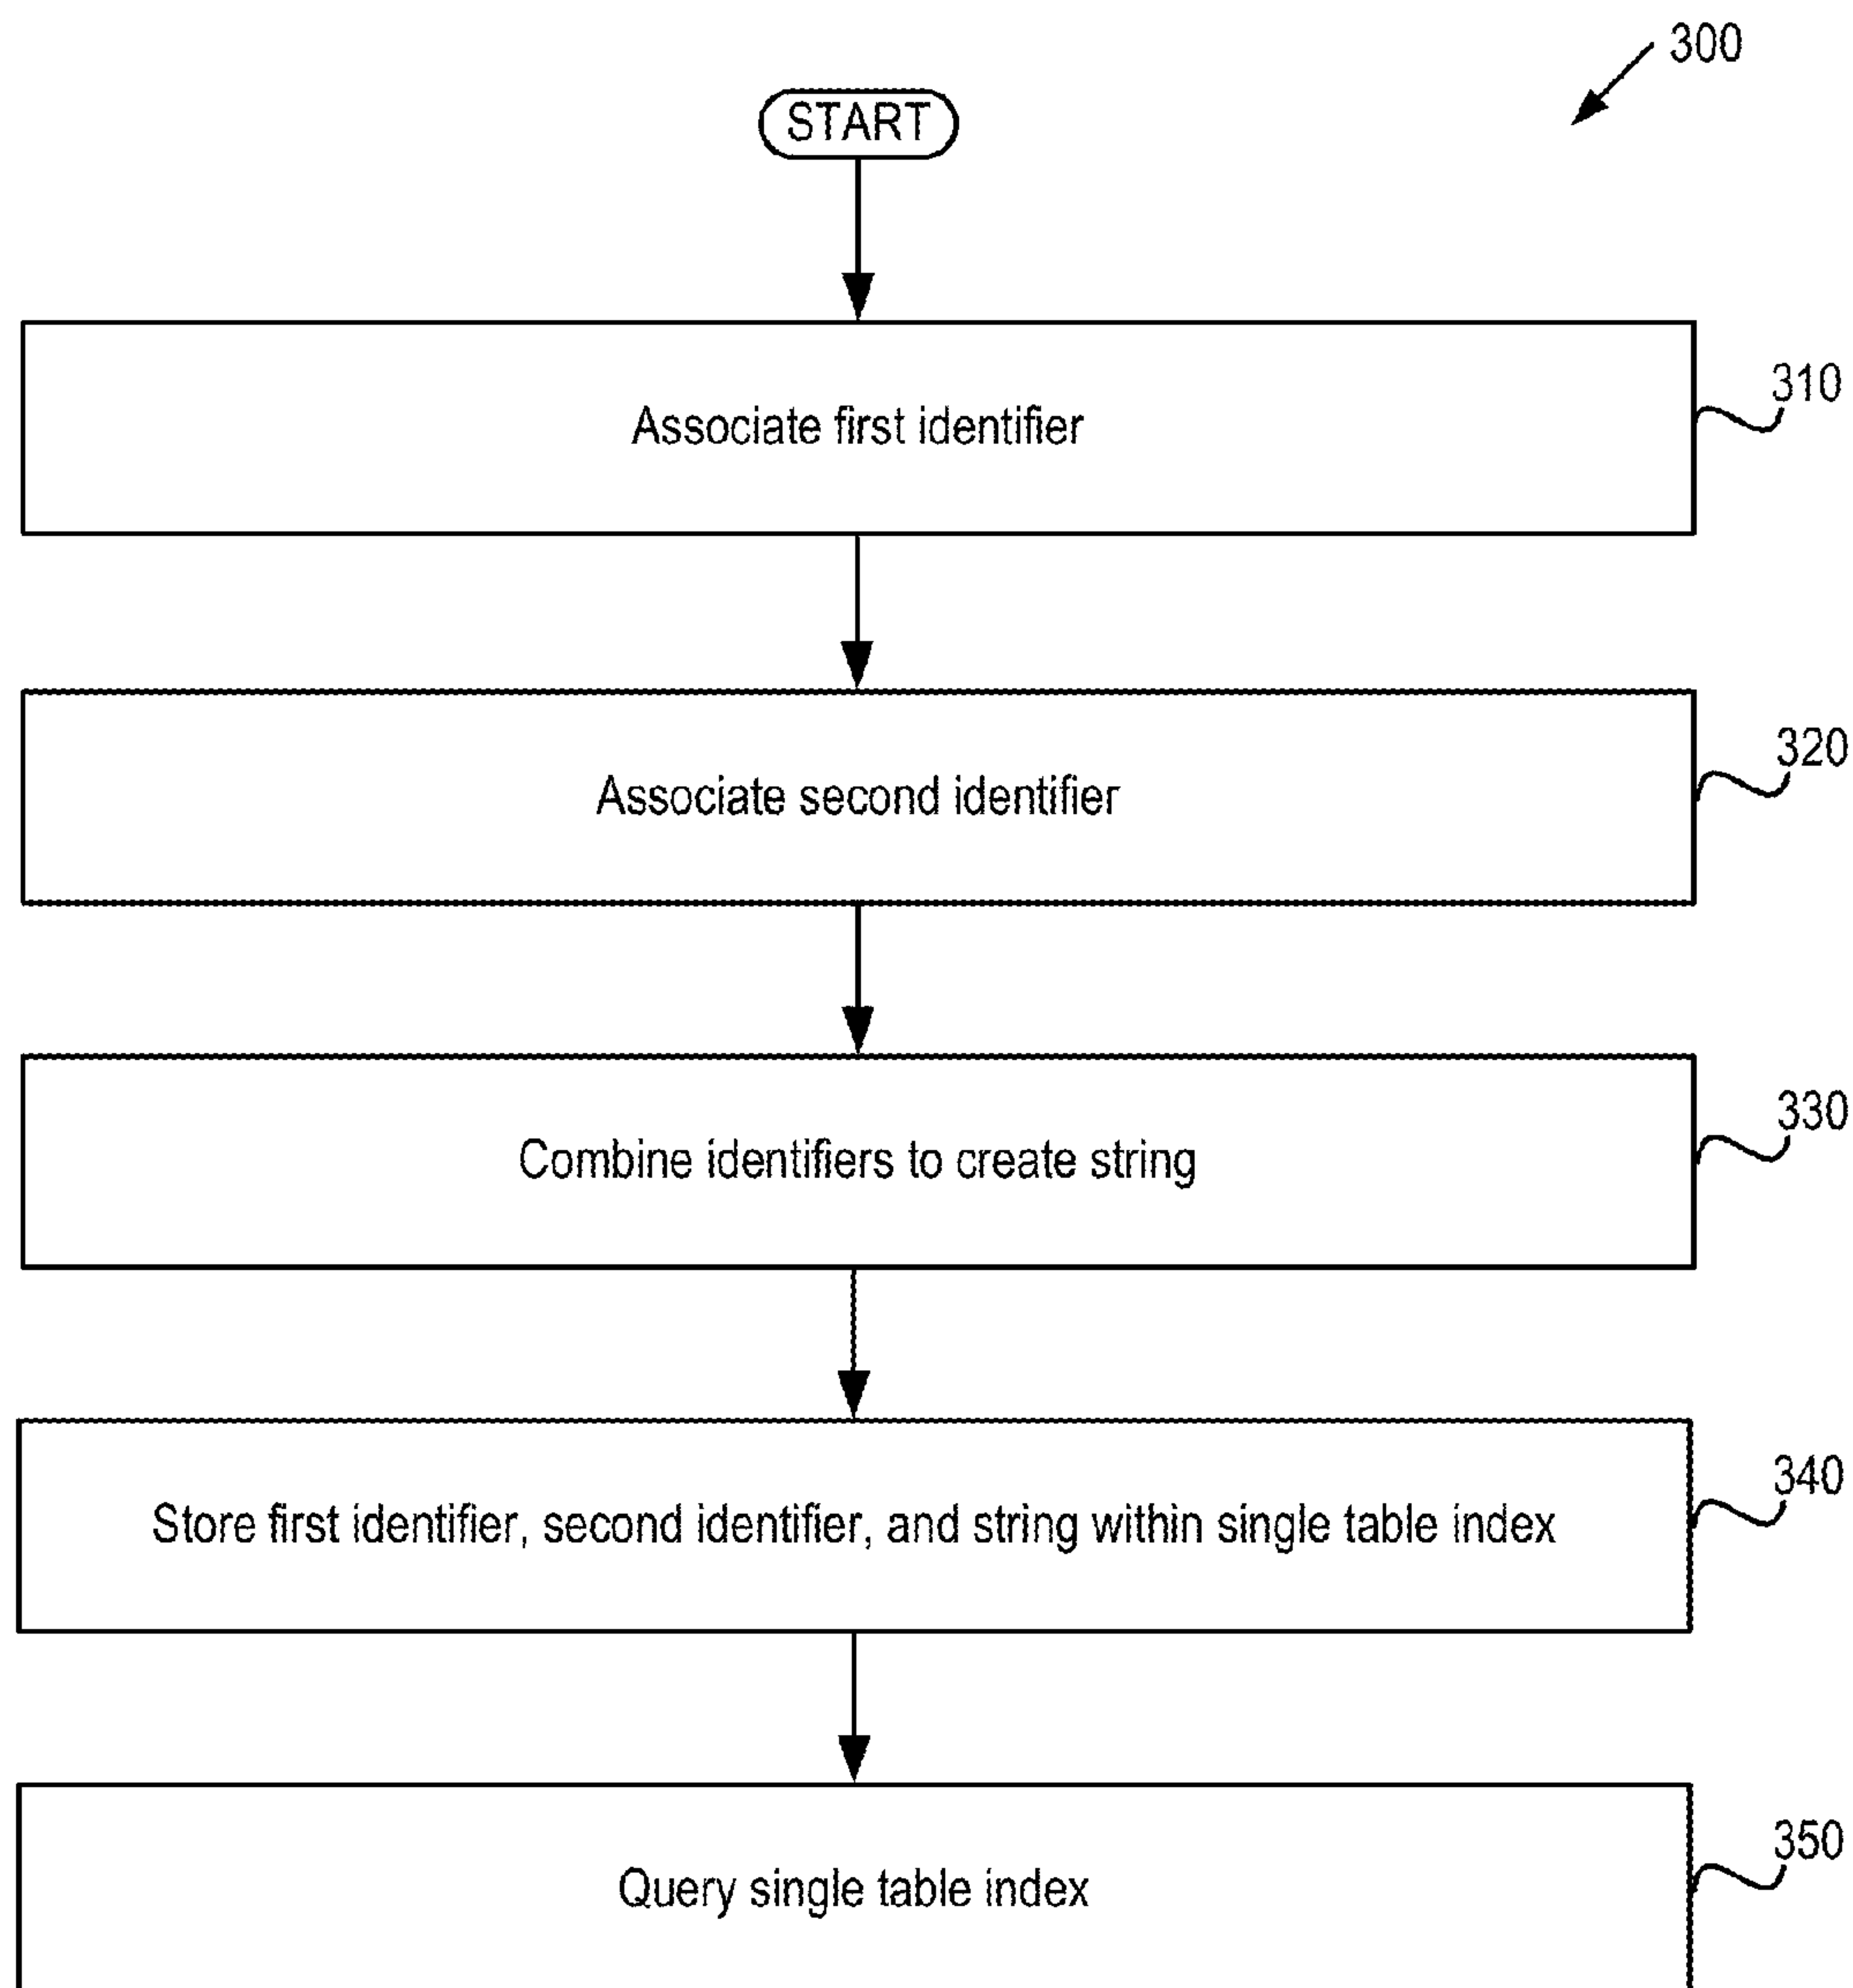 300
START
Associate first identifier
310
Associate second identifier
320
Combine identifiers to create string
330
Store first identifier, second identifier, and string within single table index
340
Query single table index
350